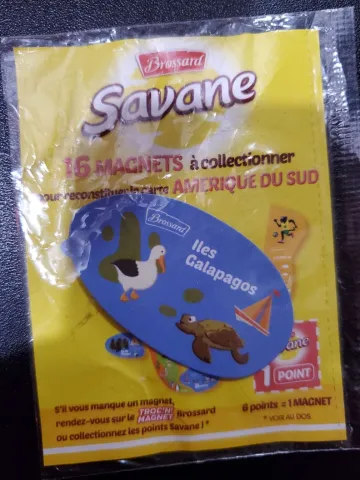 Brossard
Savane
16 MAGNETS à collectionner
pour reconstituer la carte AMERIQUE DU SUD
Brossard
Iles
Galapagos
1 POINT
S'il vous manque un magnet,
rendez-vous sur le TROC'N' MAGNET Brossard
ou collectionnez les points Savane ! *
6 points = 1 MAGNET
* VOIR AU DOS